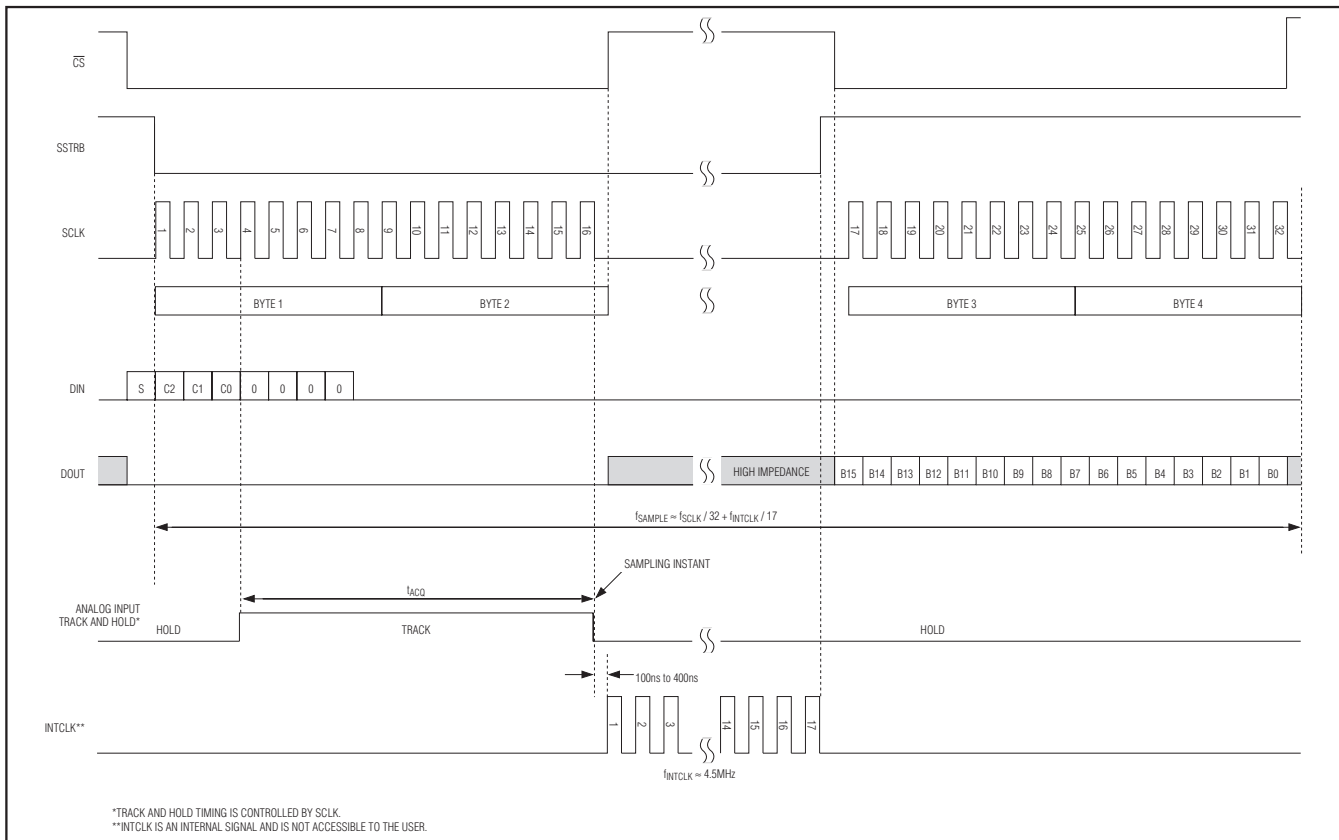 CS
SSTRB
SCLK
1 2 3 4 5 6 7 8 9 10 11 12 13 14 15 16 17 18 19 20 21 22 23 24 25 26 27 28 29 30 31 32
BYTE 1 BYTE 2 BYTE 3 BYTE 4
DIN
S C2 C1 C0 0 0 0 0
DOUT
HIGH IMPEDANCE
B15 B14 B13 B12 B11 B10 B9 B8 B7 B6 B5 B4 B3 B2 B1 B0
fSAMPLE ≈ fSCLK / 32 + fINTCLK / 17
SAMPLING INSTANT
tACQ
ANALOG INPUT
TRACK AND HOLD*
HOLD TRACK HOLD
100ns to 400ns
INTCLK**
1 2 3 14 15 16 17
fINTCLK ≈ 4.5MHz
*TRACK AND HOLD TIMING IS CONTROLLED BY SCLK.
**INTCLK IS AN INTERNAL SIGNAL AND IS NOT ACCESSIBLE TO THE USER.